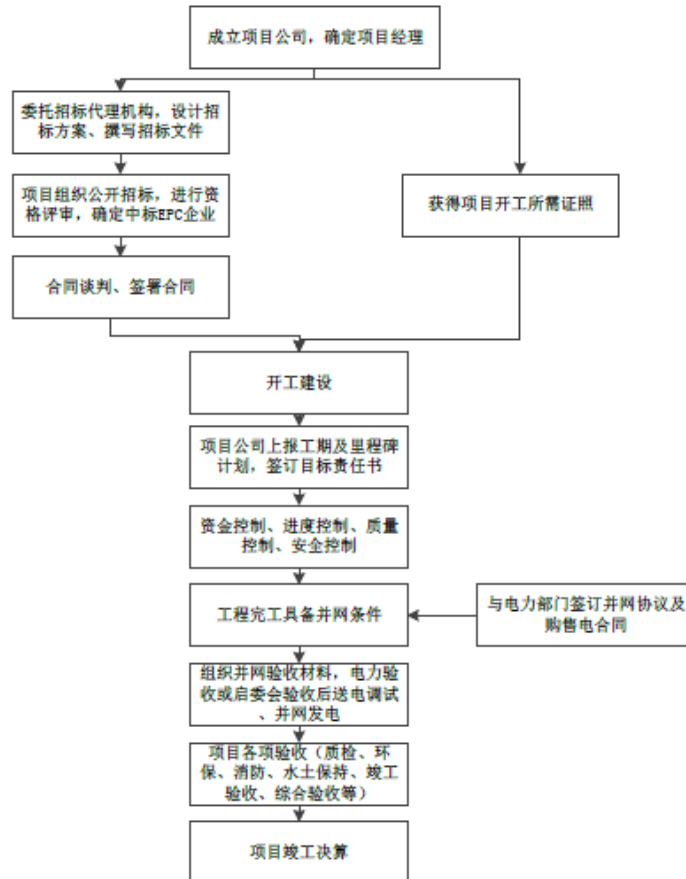 成立项目公司，确定项目经理
委托招标代理机构，设计招
标方案、撰写招标文件
项目组织公开招标，进行资
格评审，确定中标EPC企业
获得项目开工所需证照
合同谈判、签署合同
开工建设
项目公司上报工期及里程碑
计划，签订目标责任书
资金控制、进度控制、质量
控制、安全控制
工程完工具备并网条件
与电力部门签订并网协议及
购售电合同
组织并网验收材料，电力验
收或启委会验收后送电调试
、并网发电
项目各项验收（质检、环
保、消防、水土保持、竣工
验收、综合验收等）
项目竣工决算